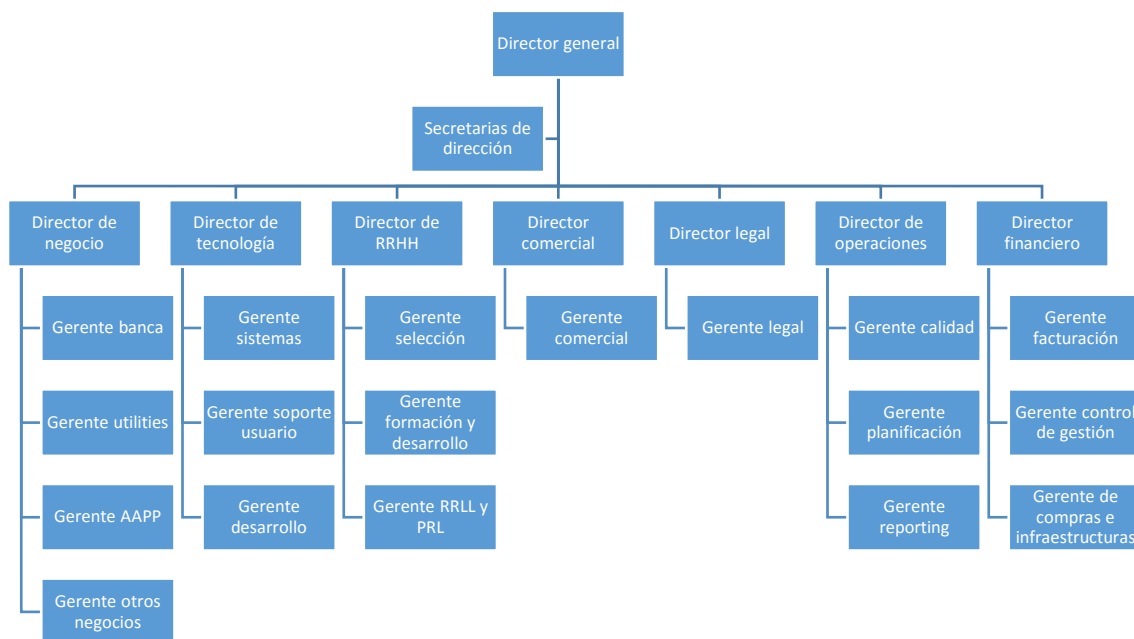 Director general
Secretarias de
dirección
Director de
negocio
Director de
tecnología
Director de
RRHH
Director
comercial
Director legal
Director de
operaciones
Director
financiero
Gerente banca
Gerente
sistemas
Gerente
selección
Gerente
comercial
Gerente legal
Gerente calidad
Gerente
facturación
Gerente utilities
Gerente soporte
usuario
Gerente
formación y
desarrollo
Gerente
planificación
Gerente control
de gestión
Gerente AAPP
Gerente
desarrollo
Gerente RRLL y
PRL
Gerente
reporting
Gerente de
compras e
infraestructuras
Gerente otros
negocios